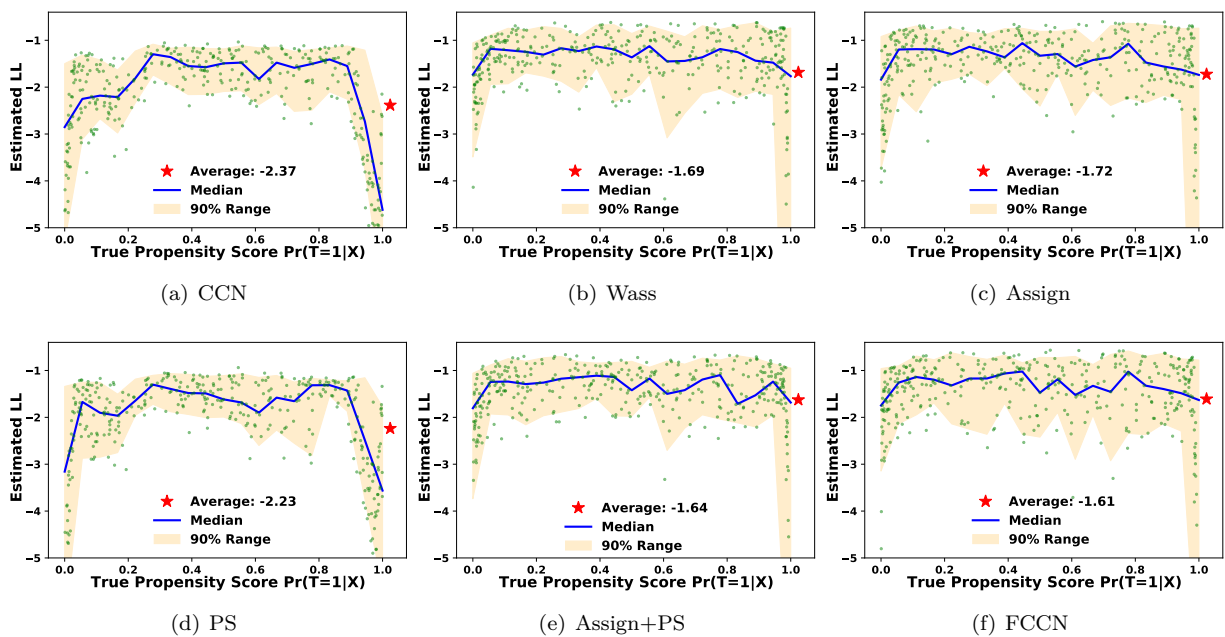 Estimated LL
−1
−2
−3
−4
−5
Average: -2.37
Median
90% Range
0.0 0.2 0.4 0.6 0.8 1.0
True Propensity Score Pr(T=1|X)
(a) CCN
Estimated LL
−1
−2
−3
−4
−5
Average: -1.69
Median
90% Range
0.0 0.2 0.4 0.6 0.8 1.0
True Propensity Score Pr(T=1|X)
(b) Wass
Estimated LL
−1
−2
−3
−4
−5
Average: -1.72
Median
90% Range
0.0 0.2 0.4 0.6 0.8 1.0
True Propensity Score Pr(T=1|X)
(c) Assign
Estimated LL
−1
−2
−3
−4
−5
Average: -2.23
Median
90% Range
0.0 0.2 0.4 0.6 0.8 1.0
True Propensity Score Pr(T=1|X)
(d) PS
Estimated LL
−1
−2
−3
−4
−5
Average: -1.64
Median
90% Range
0.0 0.2 0.4 0.6 0.8 1.0
True Propensity Score Pr(T=1|X)
(e) Assign+PS
Estimated LL
−1
−2
−3
−4
−5
Average: -1.61
Median
90% Range
0.0 0.2 0.4 0.6 0.8 1.0
True Propensity Score Pr(T=1|X)
(f) FCCN